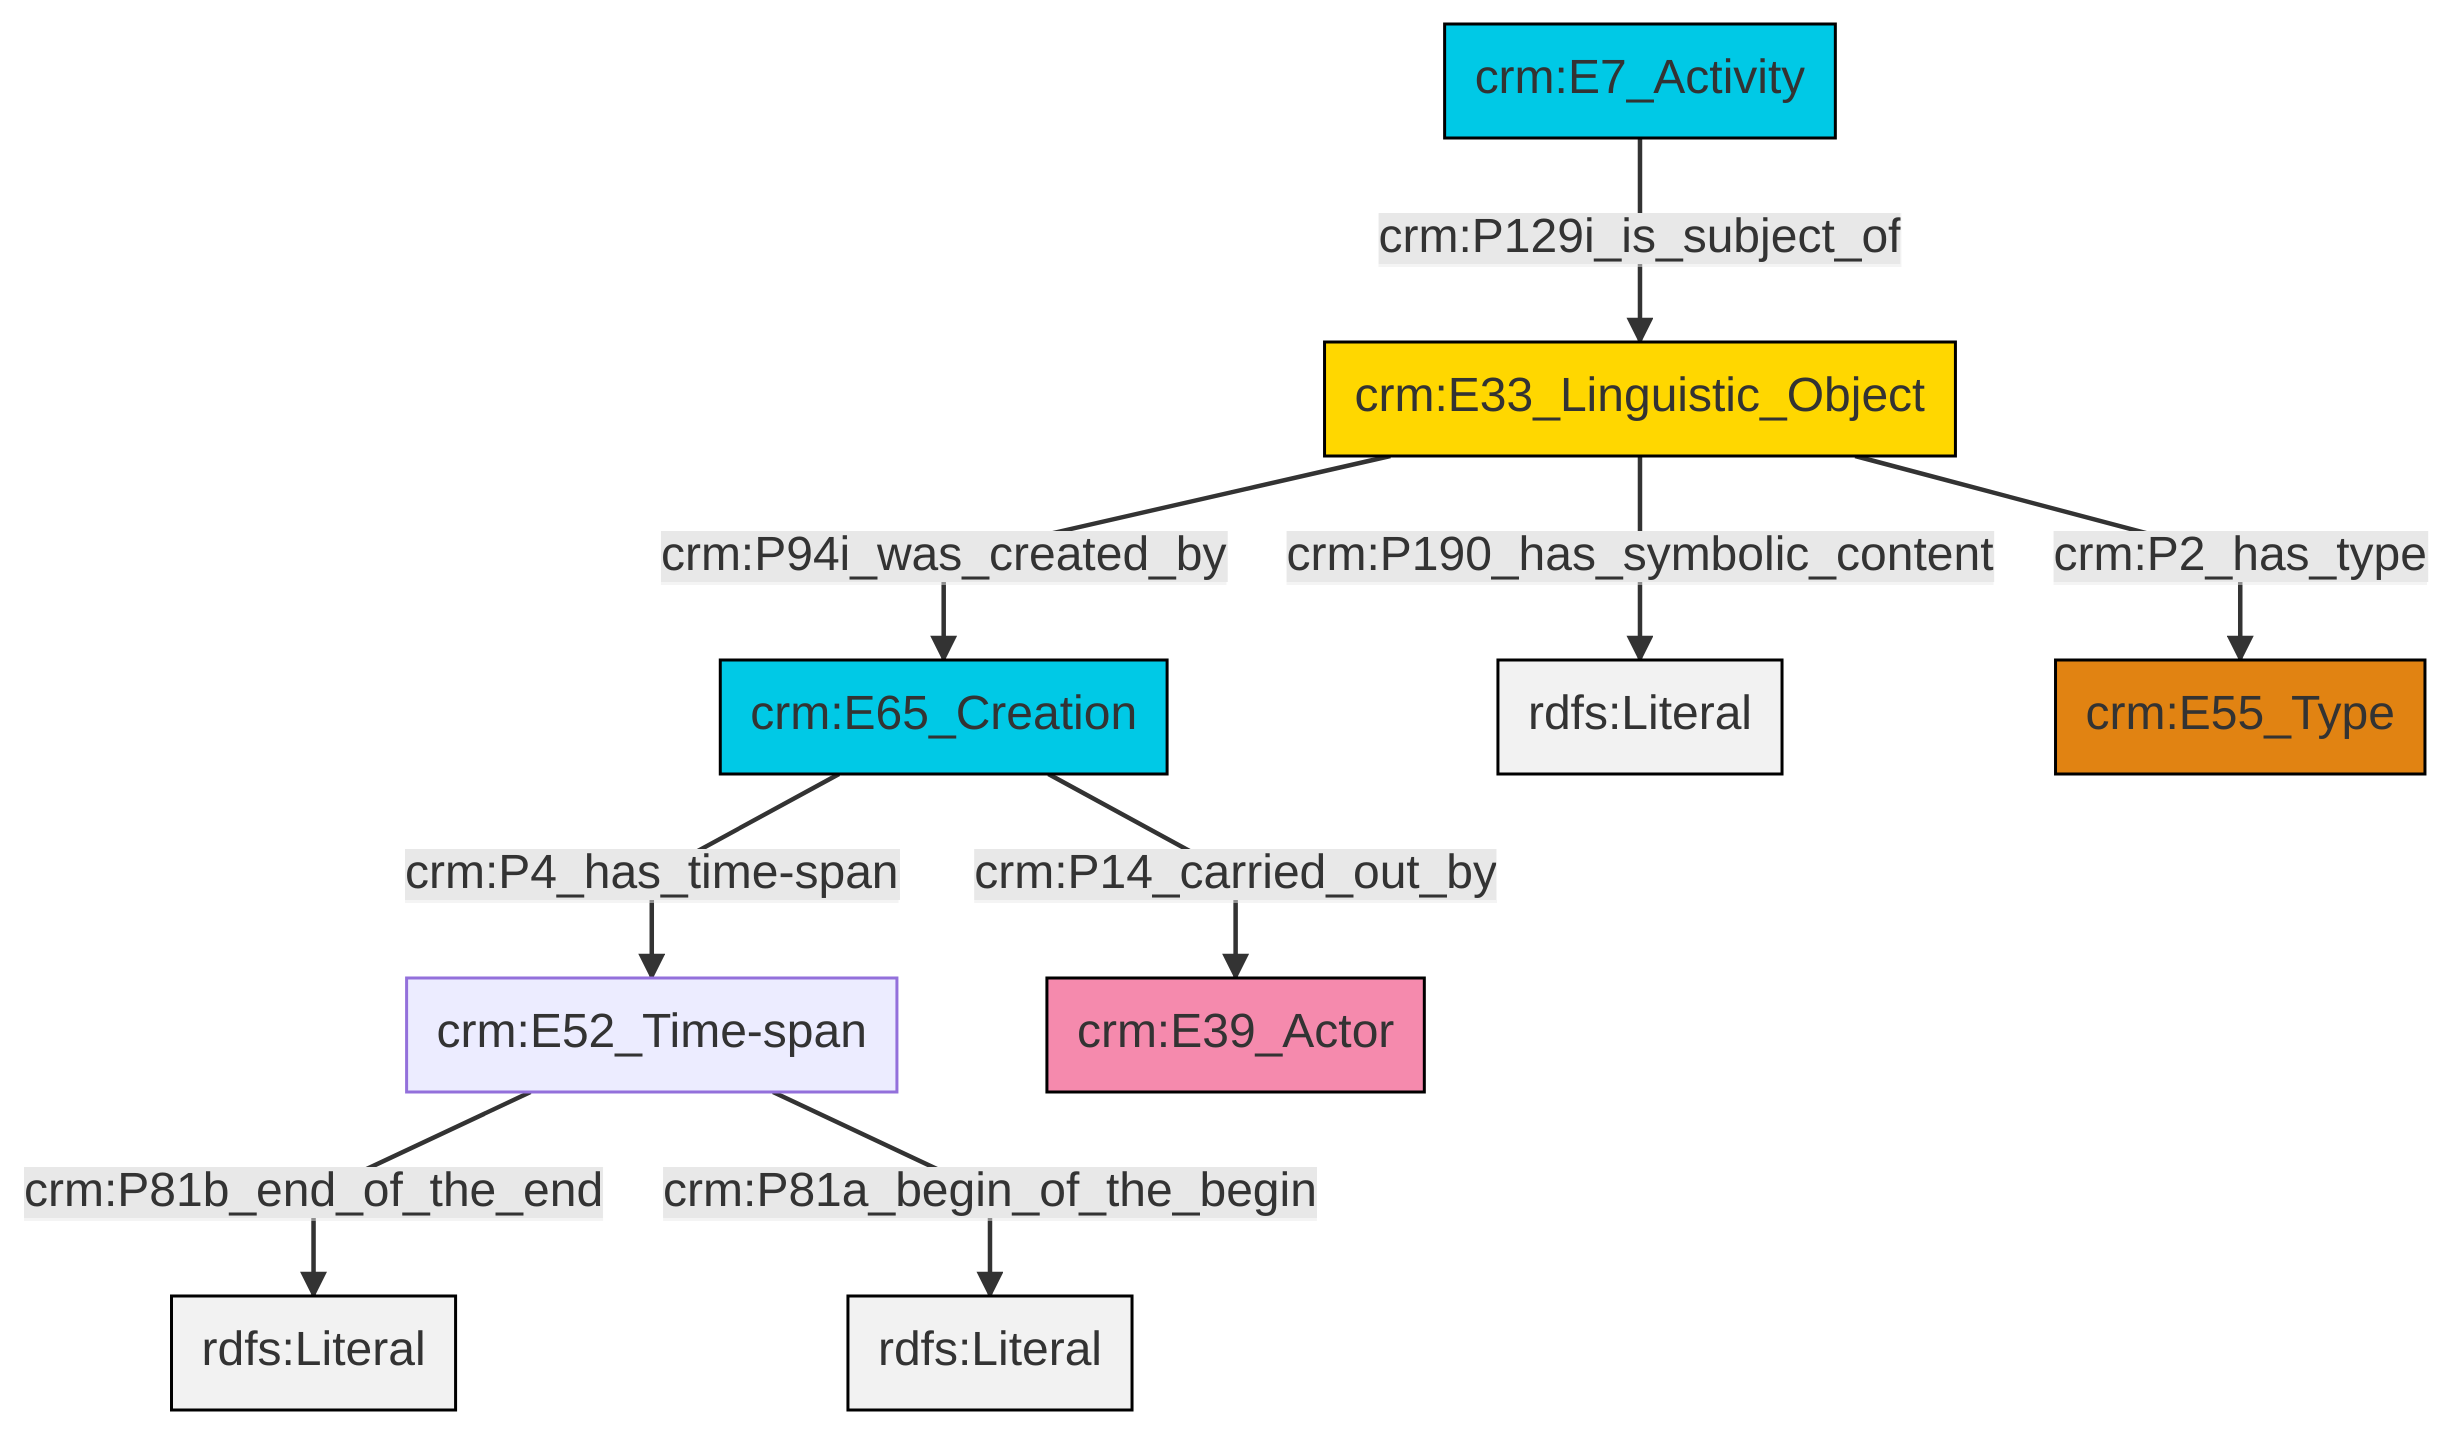 crm:E7_Activity
crm:P129i_is_subject_of
crm:E33_Linguistic_Object
crm:P94i_was_created_by
crm:P190_has_symbolic_content
crm:P2_has_type
crm:E65_Creation
rdfs:Literal
crm:E55_Type
crm:P4_has_time-span
crm:P14_carried_out_by
crm:E52_Time-span
crm:E39_Actor
crm:P81b_end_of_the_end
crm:P81a_begin_of_the_begin
rdfs:Literal
rdfs:Literal